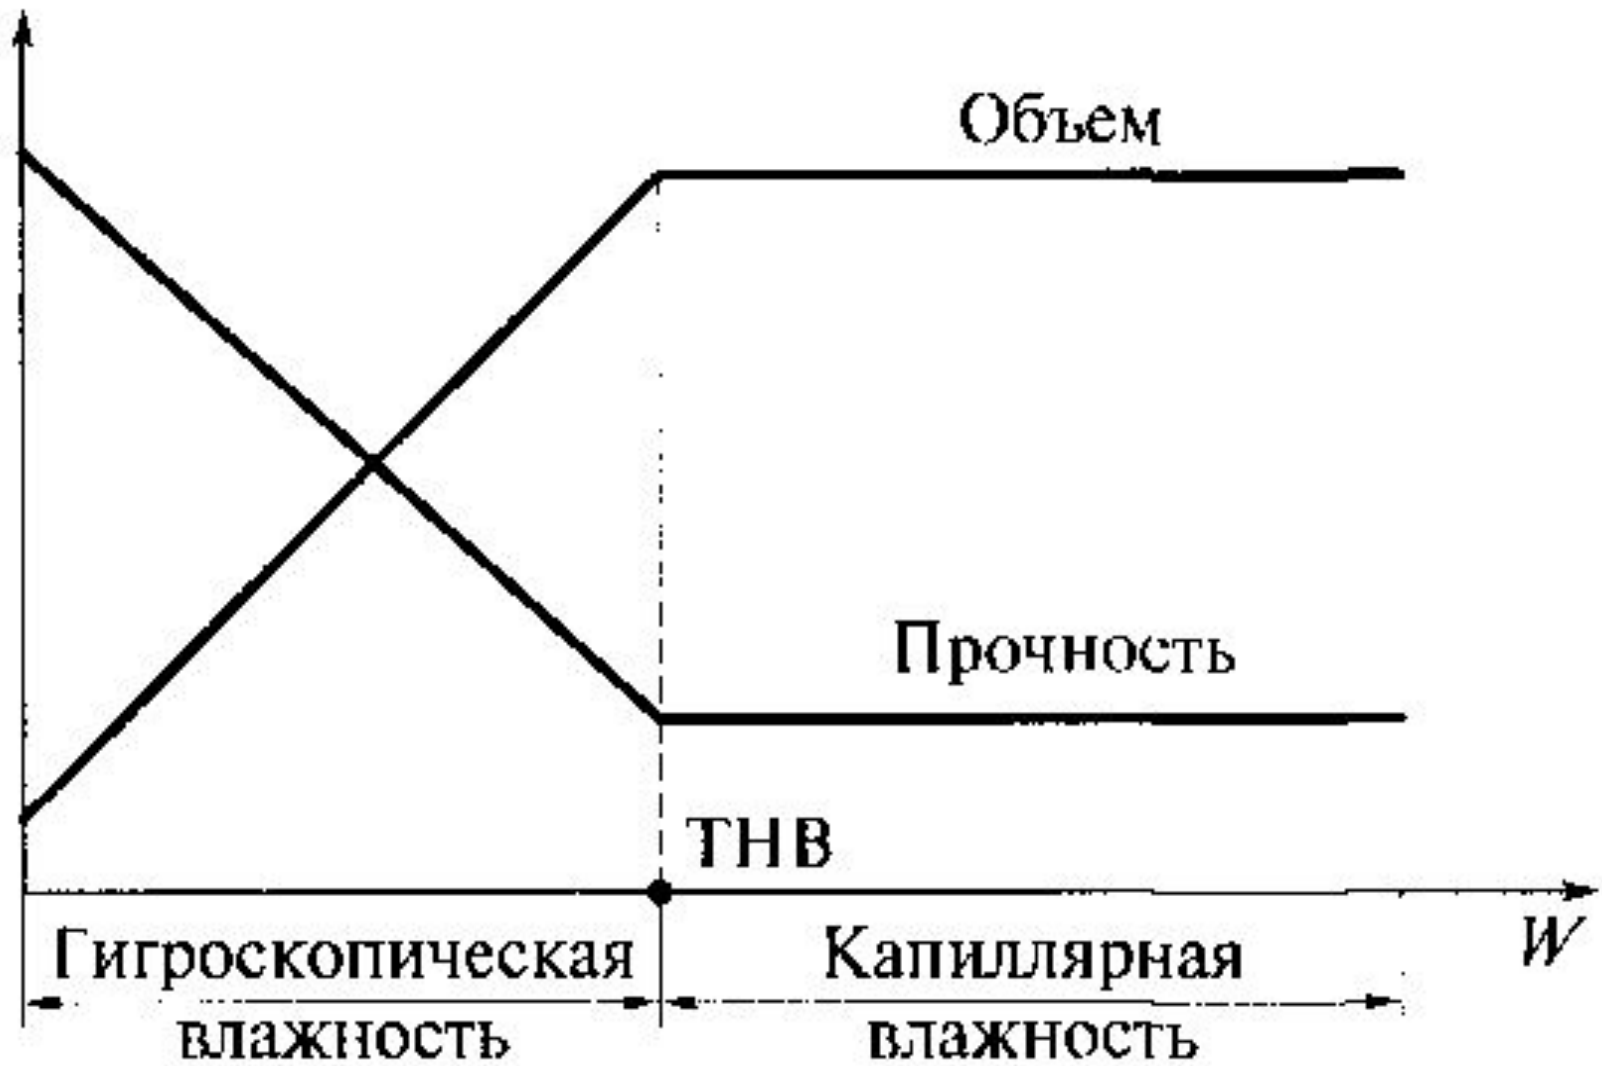 Объем
Прочность
ТНВ
W
Гигроскопическая
влажность
Капиллярная
влажность